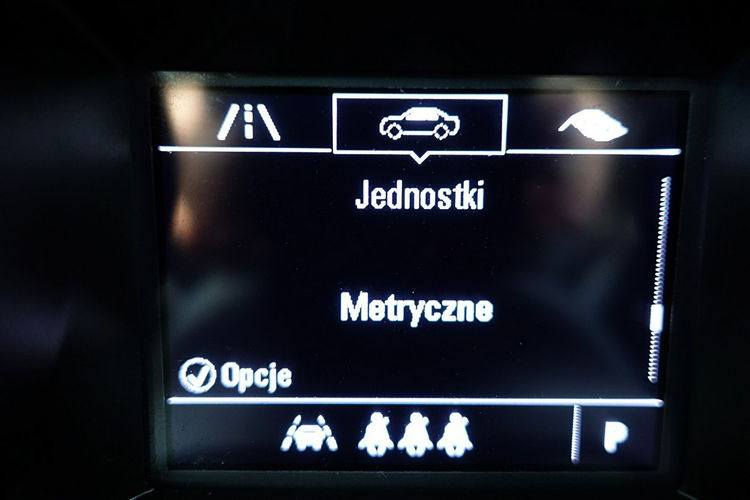 Jednostki
Metryczne
Opcje
P